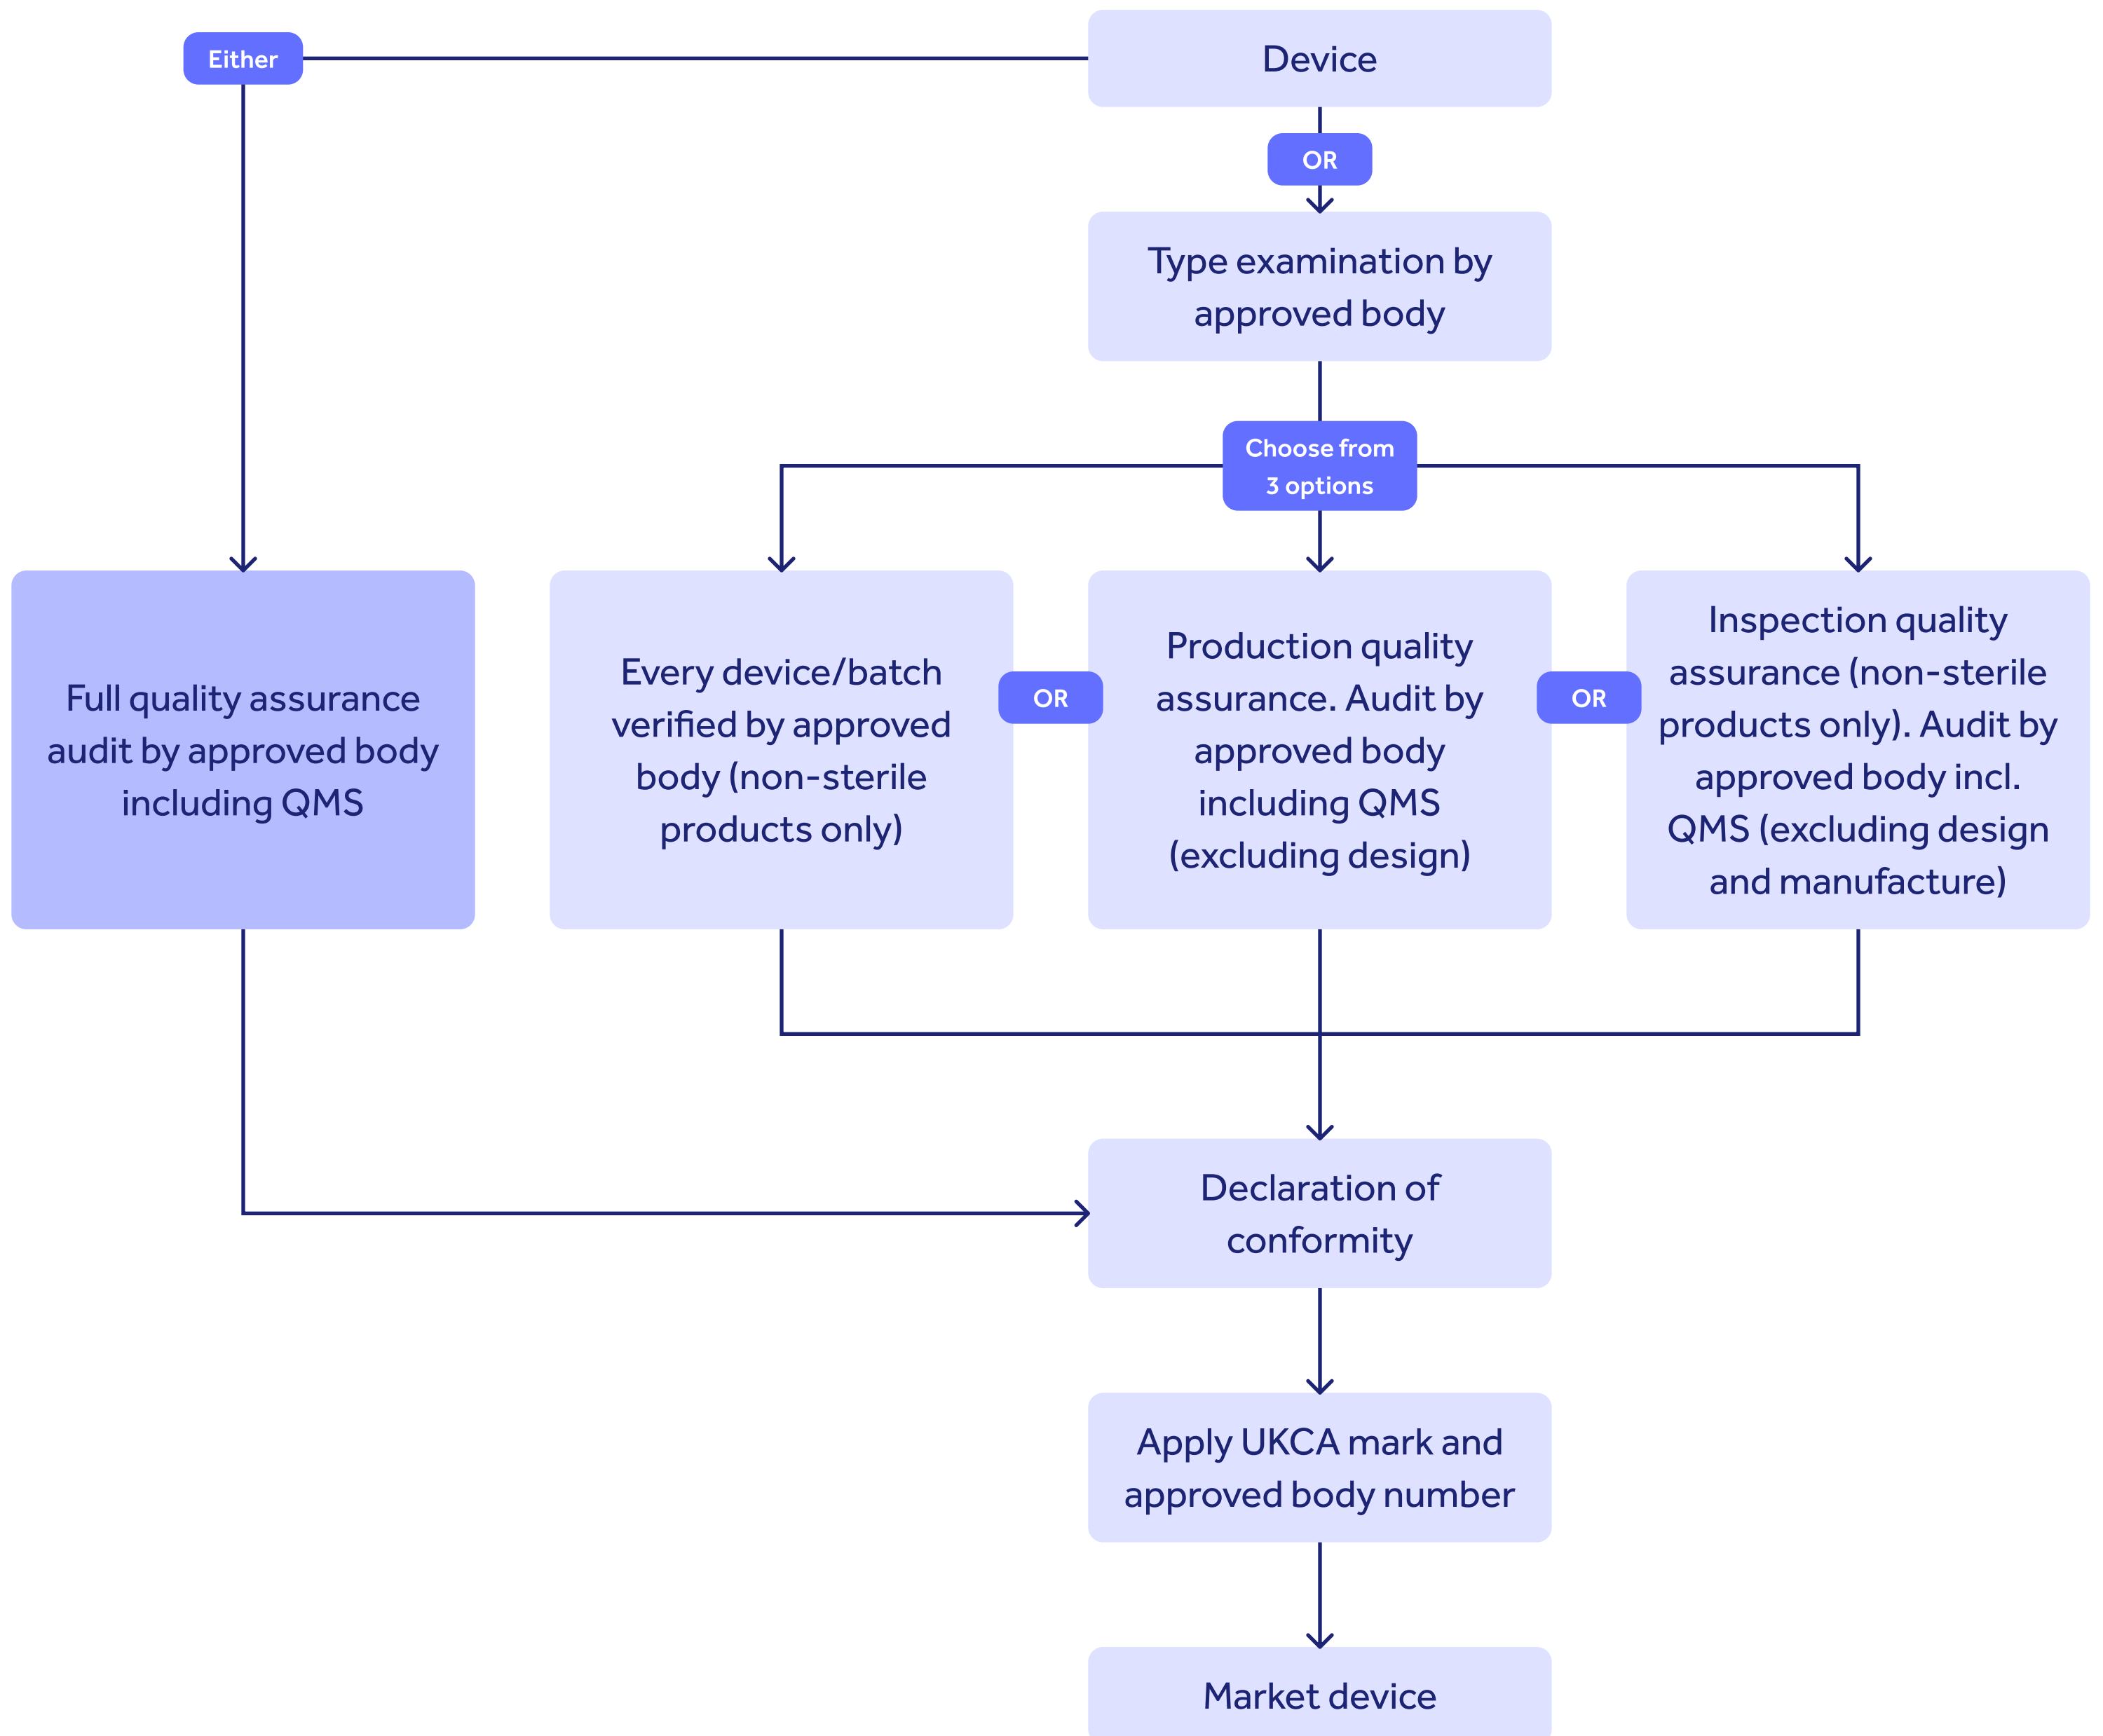 Device
Either
OR
Type examination by
approved body
Choose from
3 options
Full quality assurance
audit by approved body
including QMS
Every device/batch
verified by approved
body (non-sterile
products only)
OR
Production quality
assurance. Audit by
approved body
including QMS
(excluding design)
OR
Inspection quality
assurance (non-sterile
products only). Audit by
approved body incl.
QMS (excluding design
and manufacture)
Declaration of
conformity
Apply UKCA mark and
approved body number
Market device